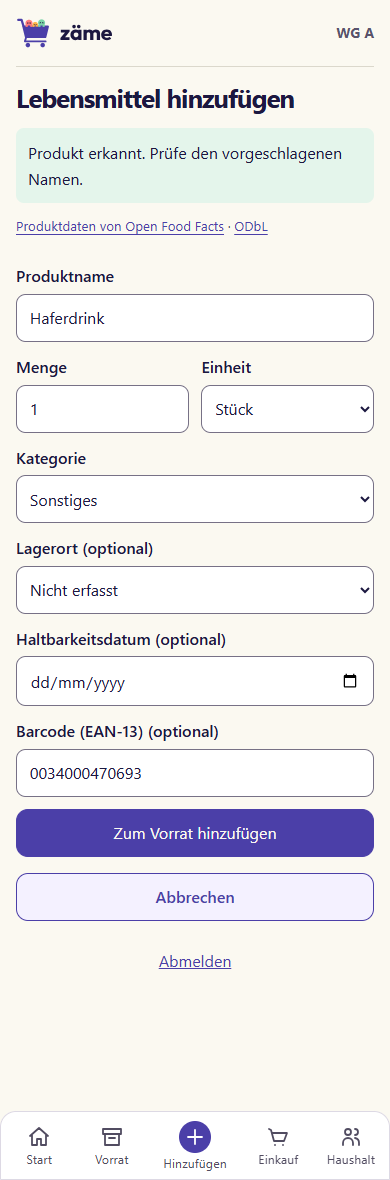 zäme
WG A
Lebensmittel hinzufügen
Produkt erkannt. Prüfe den vorgeschlagenen
Namen.
Produktdaten von Open Food Facts · ODbL
Produktname
Haferdrink
Menge
Einheit
1
Stück
Kategorie
Sonstiges
Lagerort (optional)
Nicht erfasst
Haltbarkeitsdatum (optional)
dd/mm/yyyy
Barcode (EAN-13) (optional)
0034000470693
Zum Vorrat hinzufügen
Abbrechen
Abmelden
Start
Vorrat
Hinzufügen
Einkauf
Haushalt